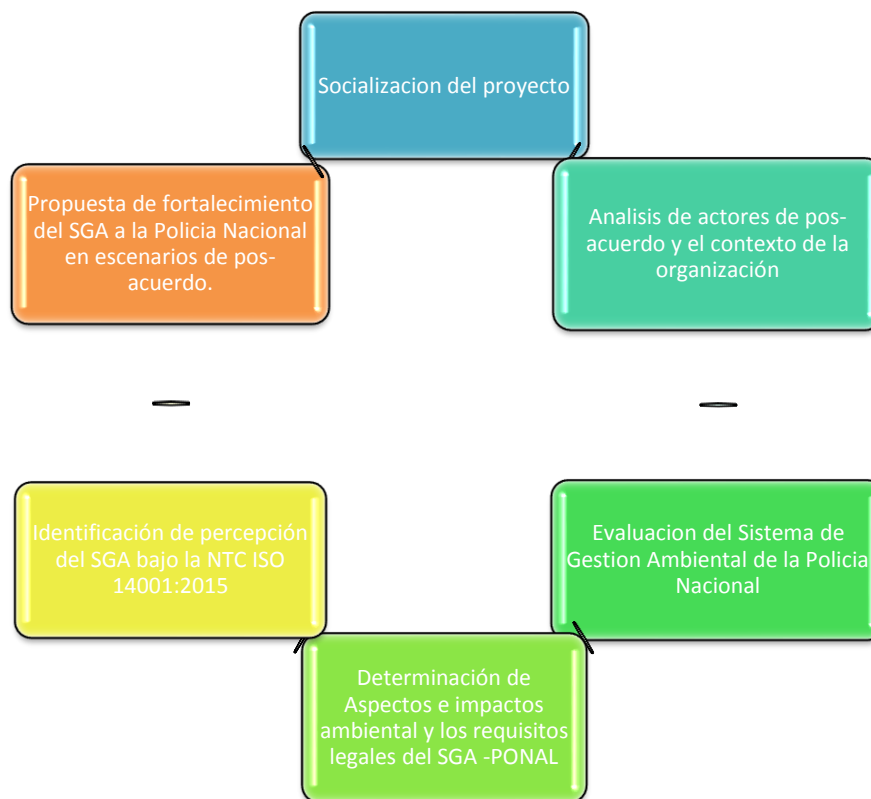 Socializacion del proyecto
Propuesta de fortalecimiento
del SGA a la Policia Nacional
en escenarios de pos-
acuerdo.
Analisis de actores de pos-
acuerdo y el contexto de la
organización
Identificación de percepción
del SGA bajo la NTC ISO
14001:2015
Evaluacion del Sistema de
Gestion Ambiental de la Policia
Nacional
Determinación de
Aspectos e impactos
ambiental y los requisitos
legales del SGA -PONAL